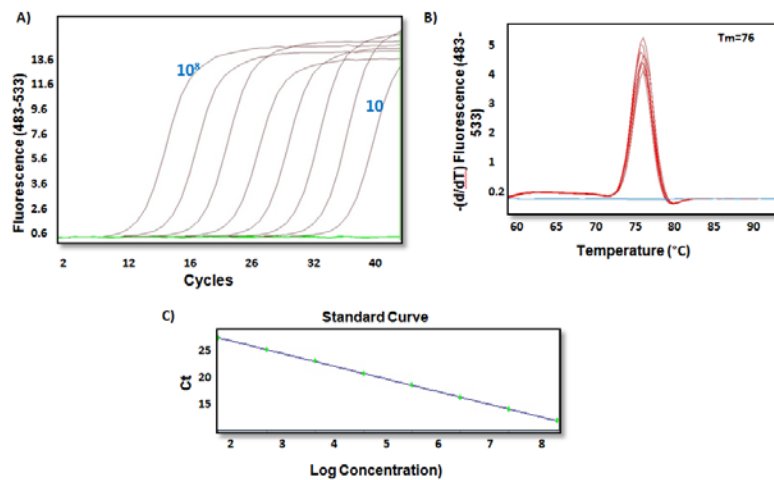 A)
Fluorescence (483-533)
13.6
11.6
9.6
7.6
5.6
3.6
2.6
0.6
10⁸
10
2 12 16 26 32 40
Cycles
B)
Tm=76
-(d/dT) Fluorescence (483-
533)
5
4
3
2
1
0.2
60 65 70 75 80 85 90
Temperature (°C)
C)
Standard Curve
Ct
25
20
15
2 3 4 5 6 7 8
Log Concentration)